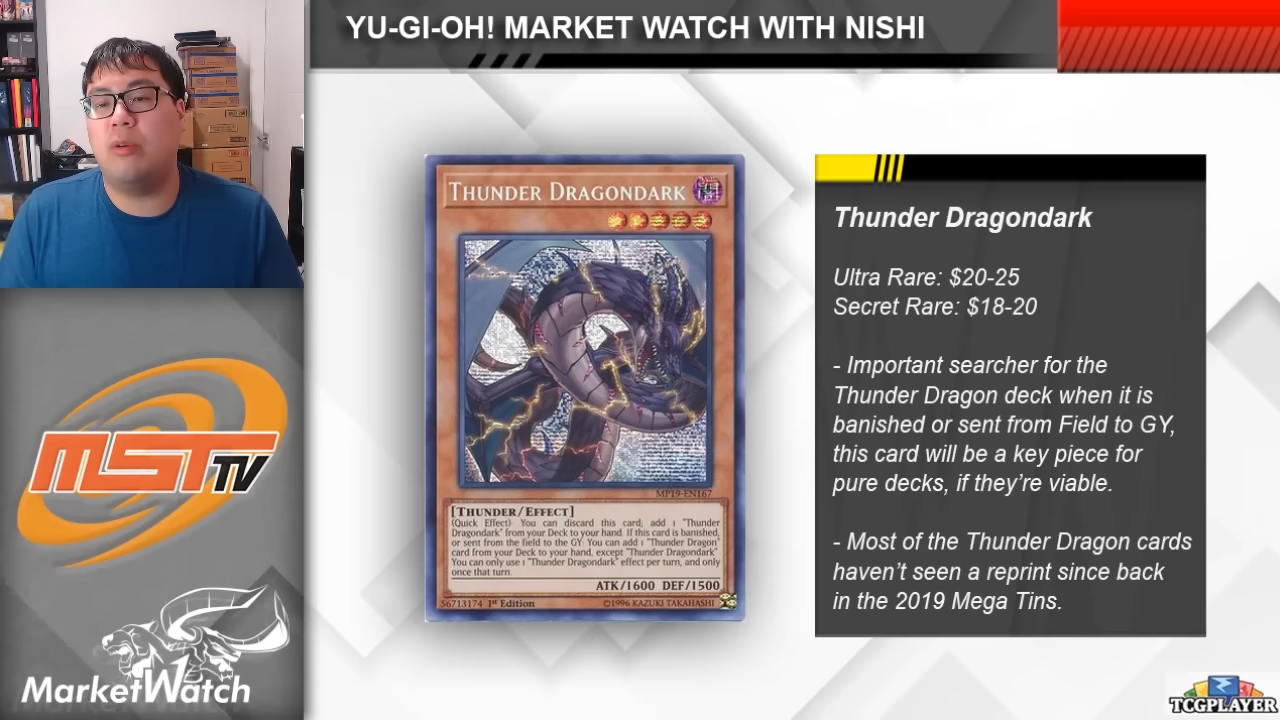 YU-GI-OH! MARKET WATCH WITH NISHI
THUNDER DRAGONDARK
MP19-EN167
[THUNDER/EFFECT]
(Quick Effect): You can discard this card; add 1 "Thunder
Dragondark" from your Deck to your hand. If this card is banished,
or sent from the field to the GY: You can add 1 "Thunder Dragon"
card from your Deck to your hand, except "Thunder Dragondark".
You can only use 1 "Thunder Dragondark" effect per turn, and only
once that turn.
ATK/1600 DEF/1500
56713174 1st Edition ©1996 KAZUKI TAKAHASHI
Thunder Dragondark
Ultra Rare: $20-25
Secret Rare: $18-20
- Important searcher for the
Thunder Dragon deck when it is
banished or sent from Field to GY,
this card will be a key piece for
pure decks, if they're viable.
- Most of the Thunder Dragon cards
haven't seen a reprint since back
in the 2019 Mega Tins.
MST TV
MarketWatch
TCGPLAYER